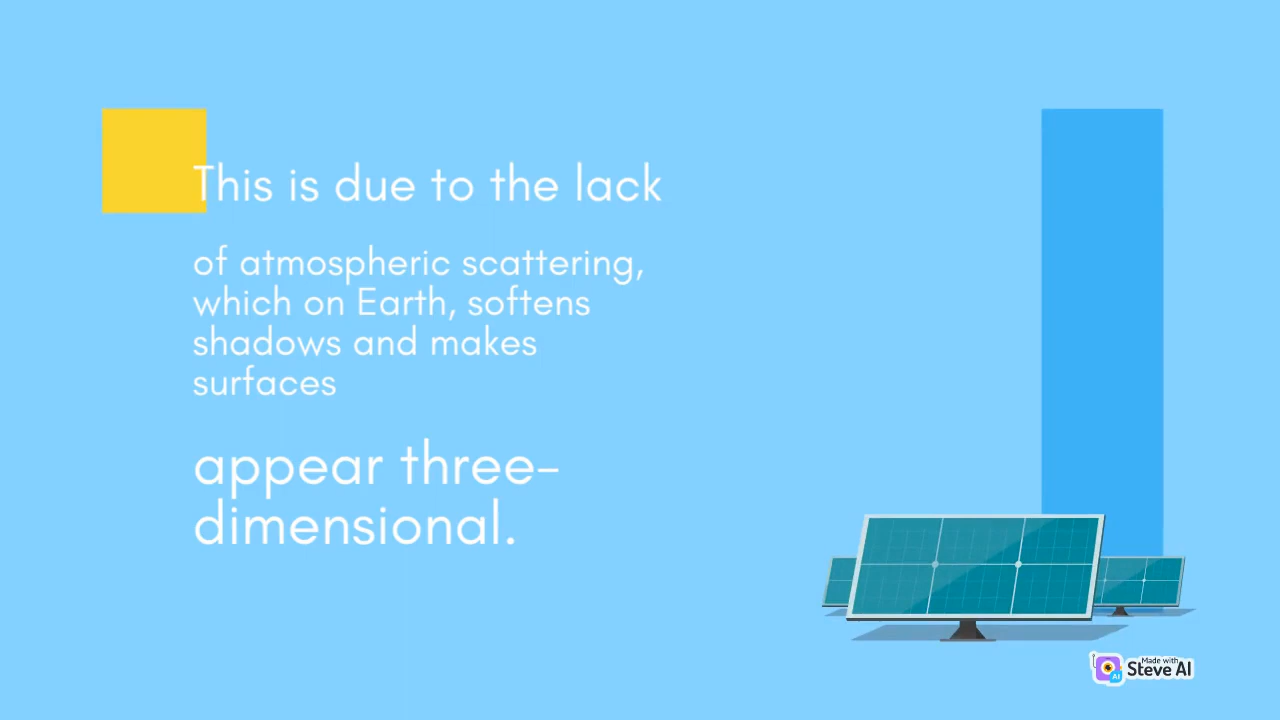 This is due to the lack
of atmospheric scattering,
which on Earth, softens
shadows and makes
surfaces
appear three-
dimensional.
Made with
Steve AI
AI